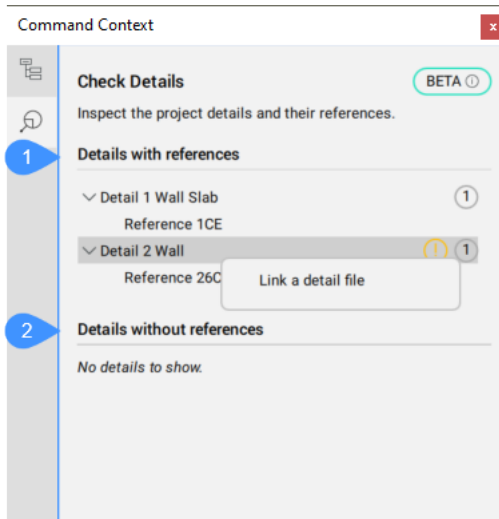 Command Context
x
Check Details
BETA
Inspect the project details and their references.
1
Details with references
Detail 1 Wall Slab
1
Reference 1CE
Detail 2 Wall
!
1
Reference 26C
Link a detail file
2
Details without references
No details to show.